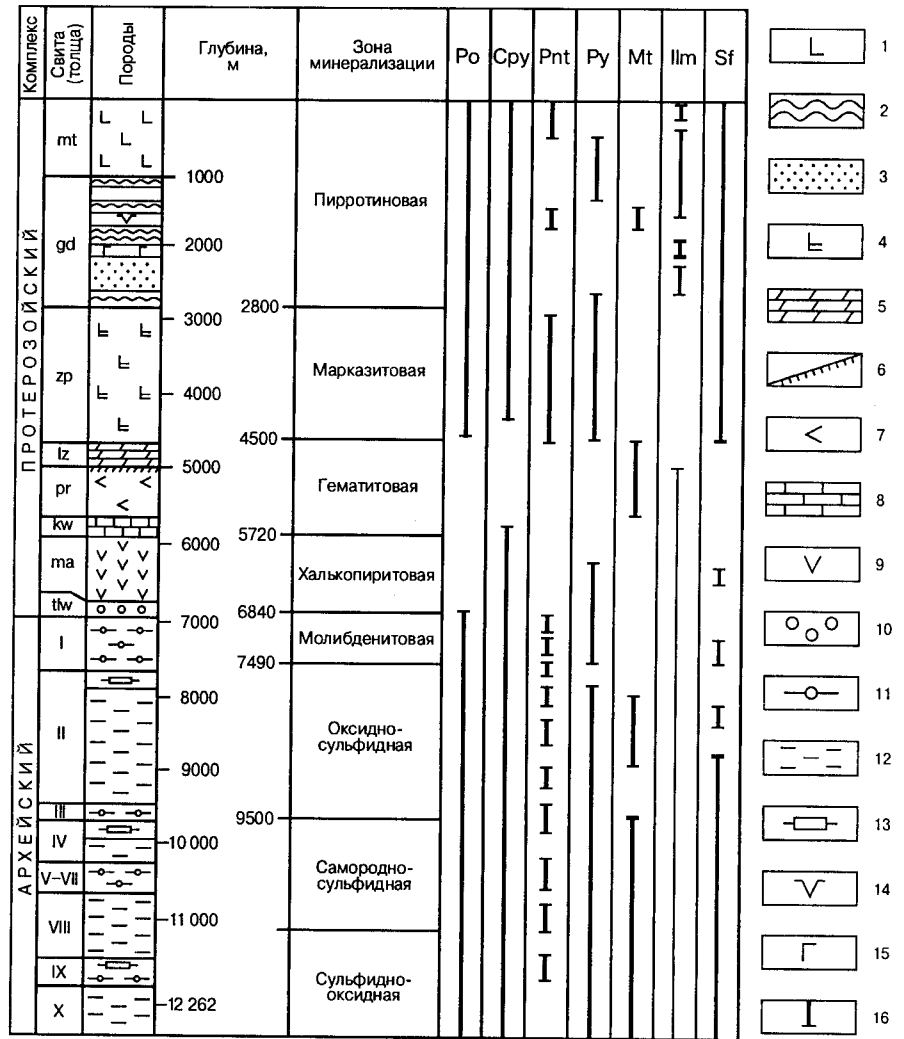 Комплекс
Свита
(толща)
Породы
Глубина,
м
Зона
минерализации
Po
Cpy
Pnt
Py
Mt
Ilm
Sf
ПРОТЕРОЗОЙСКИЙ
АРХЕЙСКИЙ
mt
gd
zp
lz
pr
kw
ma
tlw
I
II
III
IV
V–VII
VIII
IX
X
1000
2000
2800
3000
4000
4500
5000
5720
6000
6840
7000
7490
8000
9000
9500
10 000
11 000
12 262
Пирротиновая
Марказитовая
Гематитовая
Халькопиритовая
Молибденитовая
Оксидно-
сульфидная
Самородно-
сульфидная
Сульфидно-
оксидная
1
2
3
4
5
6
7
8
9
10
11
12
13
14
15
16